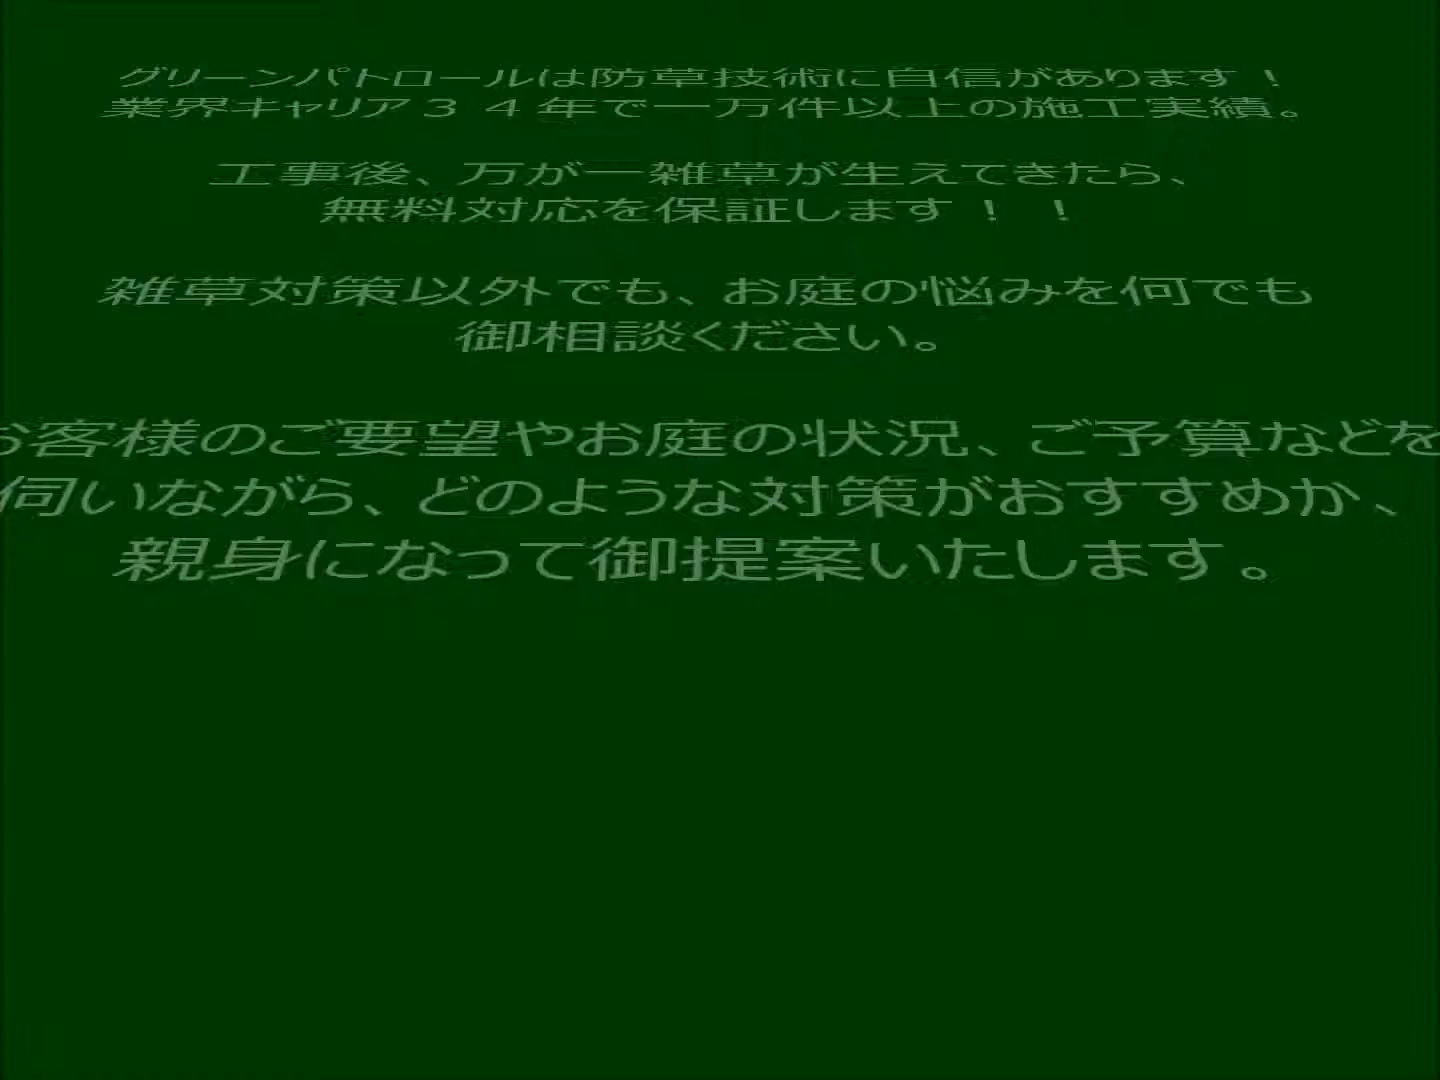 グリーンパトロールは防草技術に自信があります！
業界キャリア３４年で一万件以上の施工実績。
工事後、万が一雑草が生えてきたら、
無料対応を保証します！！
雑草対策以外でも、お庭の悩みを何でも
御相談ください。
お客様のご要望やお庭の状況、ご予算などを
伺いながら、どのような対策がおすすめか、
親身になって御提案いたします。